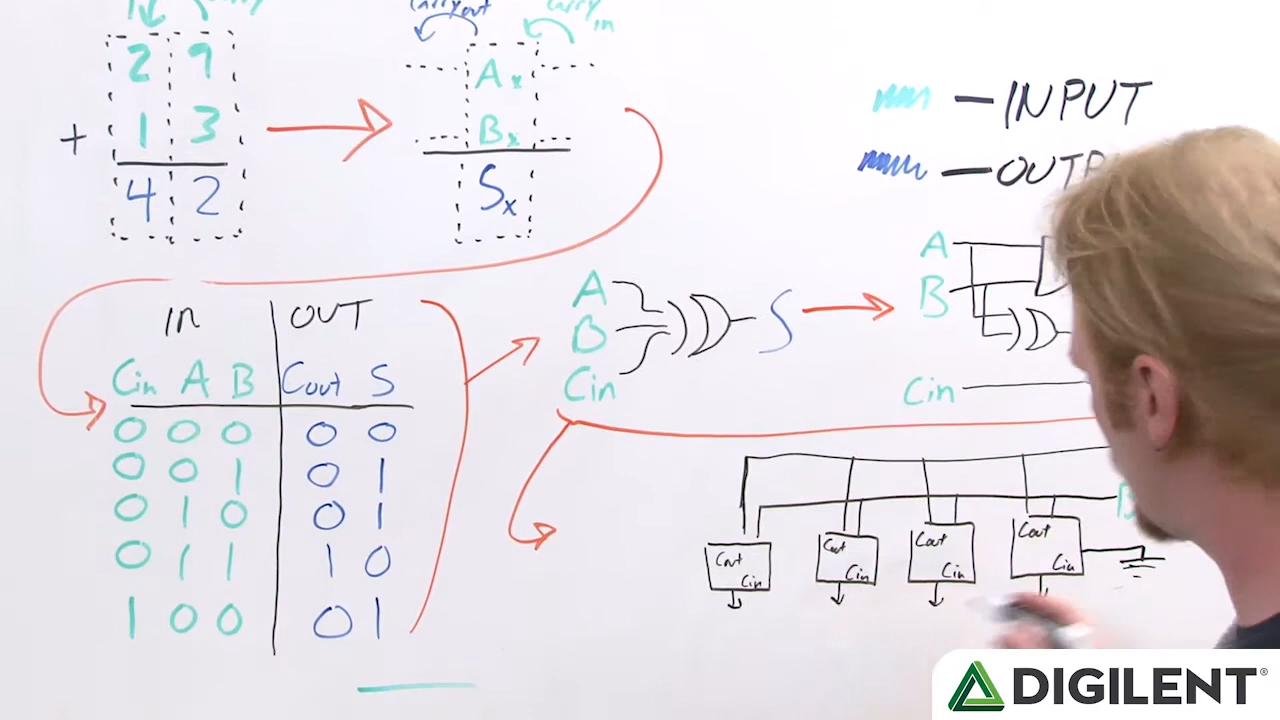 carry out
carry in
2 9
+ 1 3
4 2
Ax
Bx
Sx
— INPUT
— OUTP
A
B
Cin
S
A
B
Cin
IN OUT
Cin A B Cout S
0 0 0 0 0
0 0 1 0 1
0 1 0 0 1
0 1 1 1 0
1 0 0 0 1
B
Cout Cin
Cout Cin
Cout Cin
Cout Cin
DIGILENT®